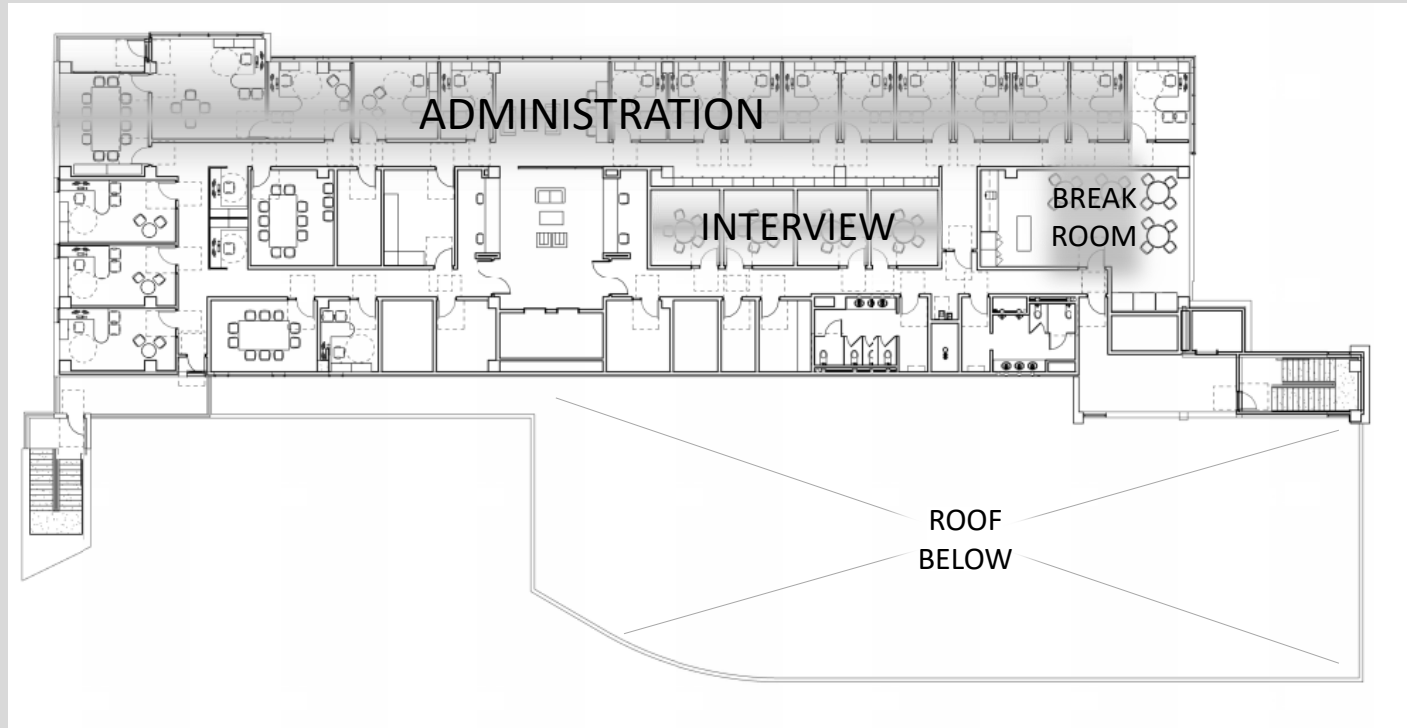 ADMINISTRATION
INTERVIEW
BREAK
ROOM
ROOF
BELOW